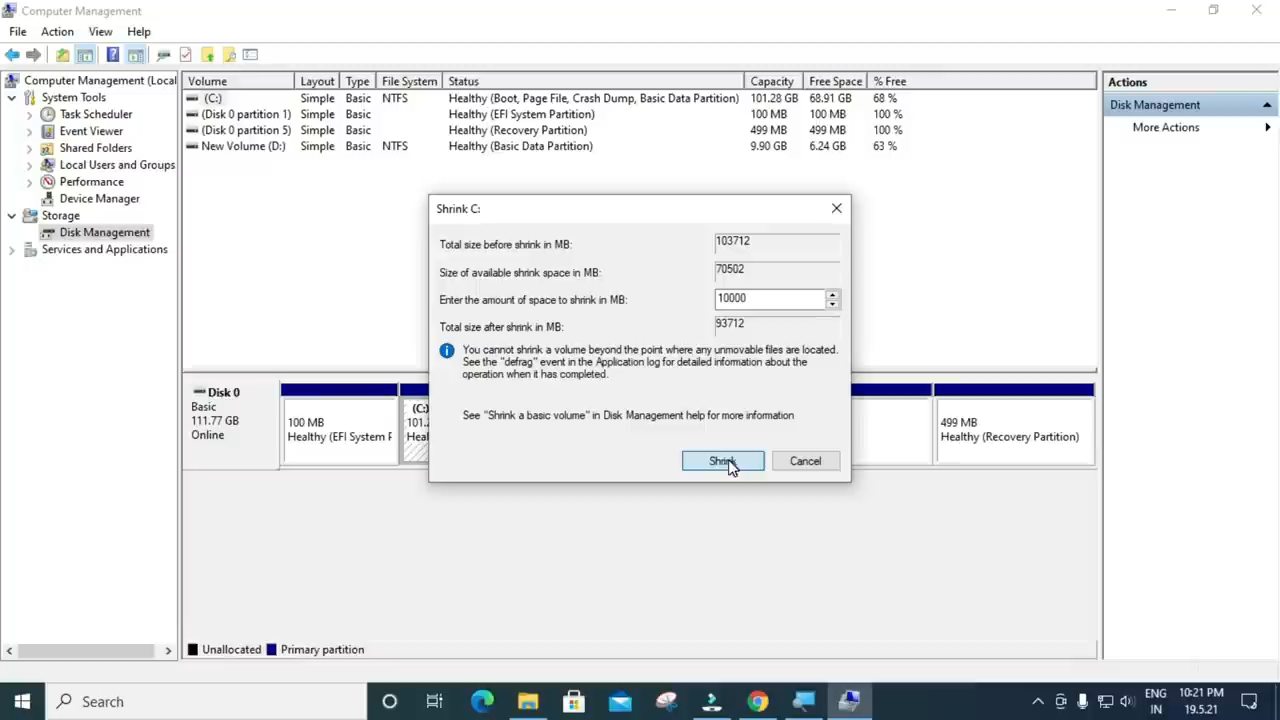 Computer Management
File Action View Help
Computer Management (Local
System Tools
Task Scheduler
Event Viewer
Shared Folders
Local Users and Groups
Performance
Device Manager
Storage
Disk Management
Services and Applications
Volume Layout Type File System Status Capacity Free Space % Free
(C:) Simple Basic NTFS Healthy (Boot, Page File, Crash Dump, Basic Data Partition) 101.28 GB 68.91 GB 68 %
(Disk 0 partition 1) Simple Basic Healthy (EFI System Partition) 100 MB 100 MB 100 %
(Disk 0 partition 5) Simple Basic Healthy (Recovery Partition) 499 MB 499 MB 100 %
New Volume (D:) Simple Basic NTFS Healthy (Basic Data Partition) 9.90 GB 6.24 GB 63 %
Actions
Disk Management
More Actions
Shrink C:
Total size before shrink in MB: 103712
Size of available shrink space in MB: 70502
Enter the amount of space to shrink in MB: 10000
Total size after shrink in MB: 93712
You cannot shrink a volume beyond the point where any unmovable files are located.
See the "defrag" event in the Application log for detailed information about the
operation when it has completed.
See "Shrink a basic volume" in Disk Management help for more information
Shrink Cancel
Disk 0
Basic
111.77 GB
Online
100 MB
Healthy (EFI System P
(C:)
101.2
Heal
499 MB
Healthy (Recovery Partition)
Unallocated Primary partition
Search
ENG
IN
10:21 PM
19.5.21